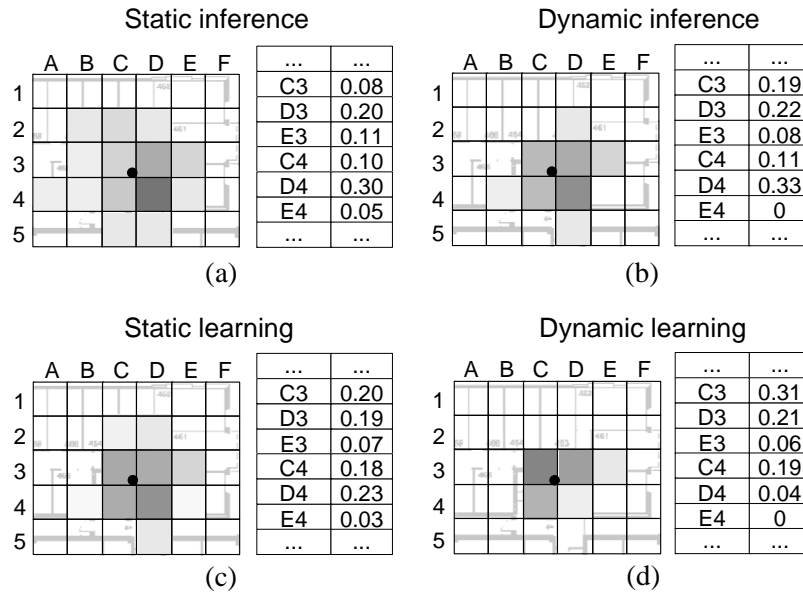 Static inference
Dynamic inference
A B C D E F
1
2
3
4
5
... ...
C3 0.08
D3 0.20
E3 0.11
C4 0.10
D4 0.30
E4 0.05
... ...
(a)
A B C D E F
1
2
3
4
5
... ...
C3 0.19
D3 0.22
E3 0.08
C4 0.11
D4 0.33
E4 0
... ...
(b)
Static learning
Dynamic learning
A B C D E F
1
2
3
4
5
... ...
C3 0.20
D3 0.19
E3 0.07
C4 0.18
D4 0.23
E4 0.03
... ...
(c)
A B C D E F
1
2
3
4
5
... ...
C3 0.31
D3 0.21
E3 0.06
C4 0.19
D4 0.04
E4 0
... ...
(d)